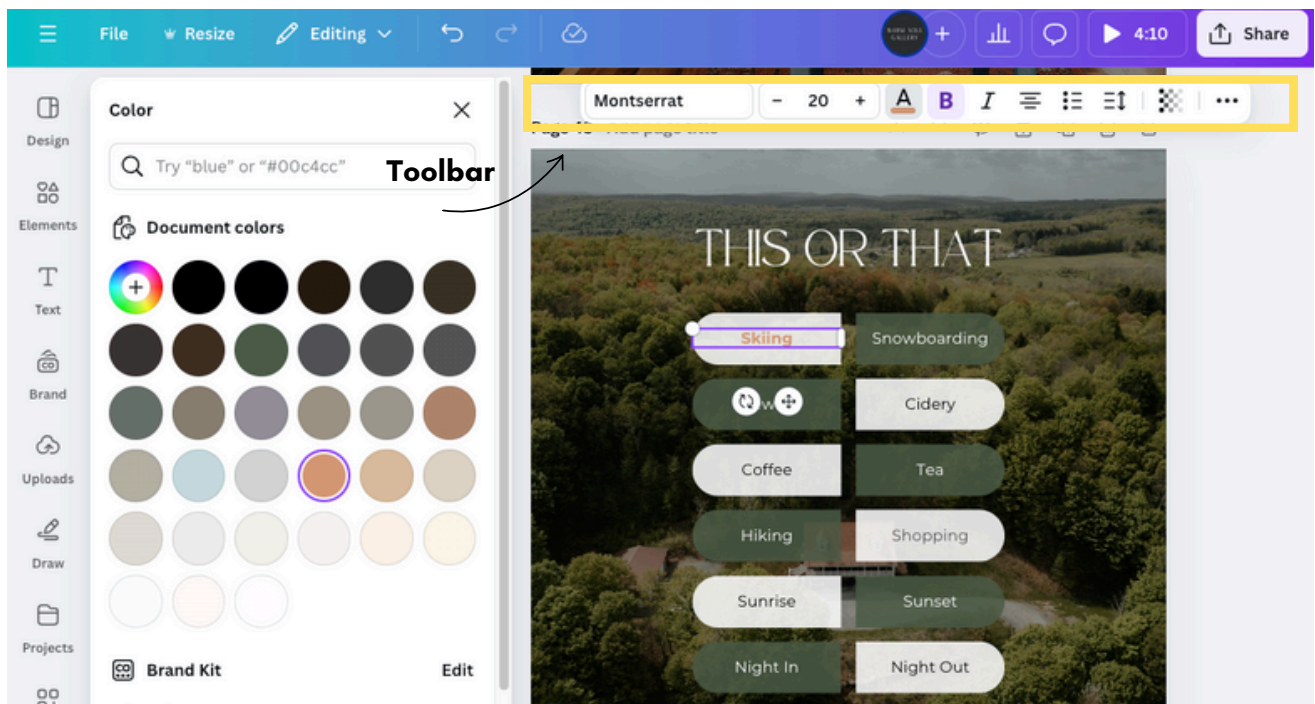 File
Resize
Editing
4:10
Share
Design
Elements
Text
Brand
Uploads
Draw
Projects
Color
Try “blue” or “#00c4cc”
Document colors
Brand Kit
Edit
Toolbar
Montserrat
- 20 +
A B I
Page
THIS OR THAT
Skiing Snowboarding
Cidery
Coffee Tea
Hiking Shopping
Sunrise Sunset
Night In Night Out